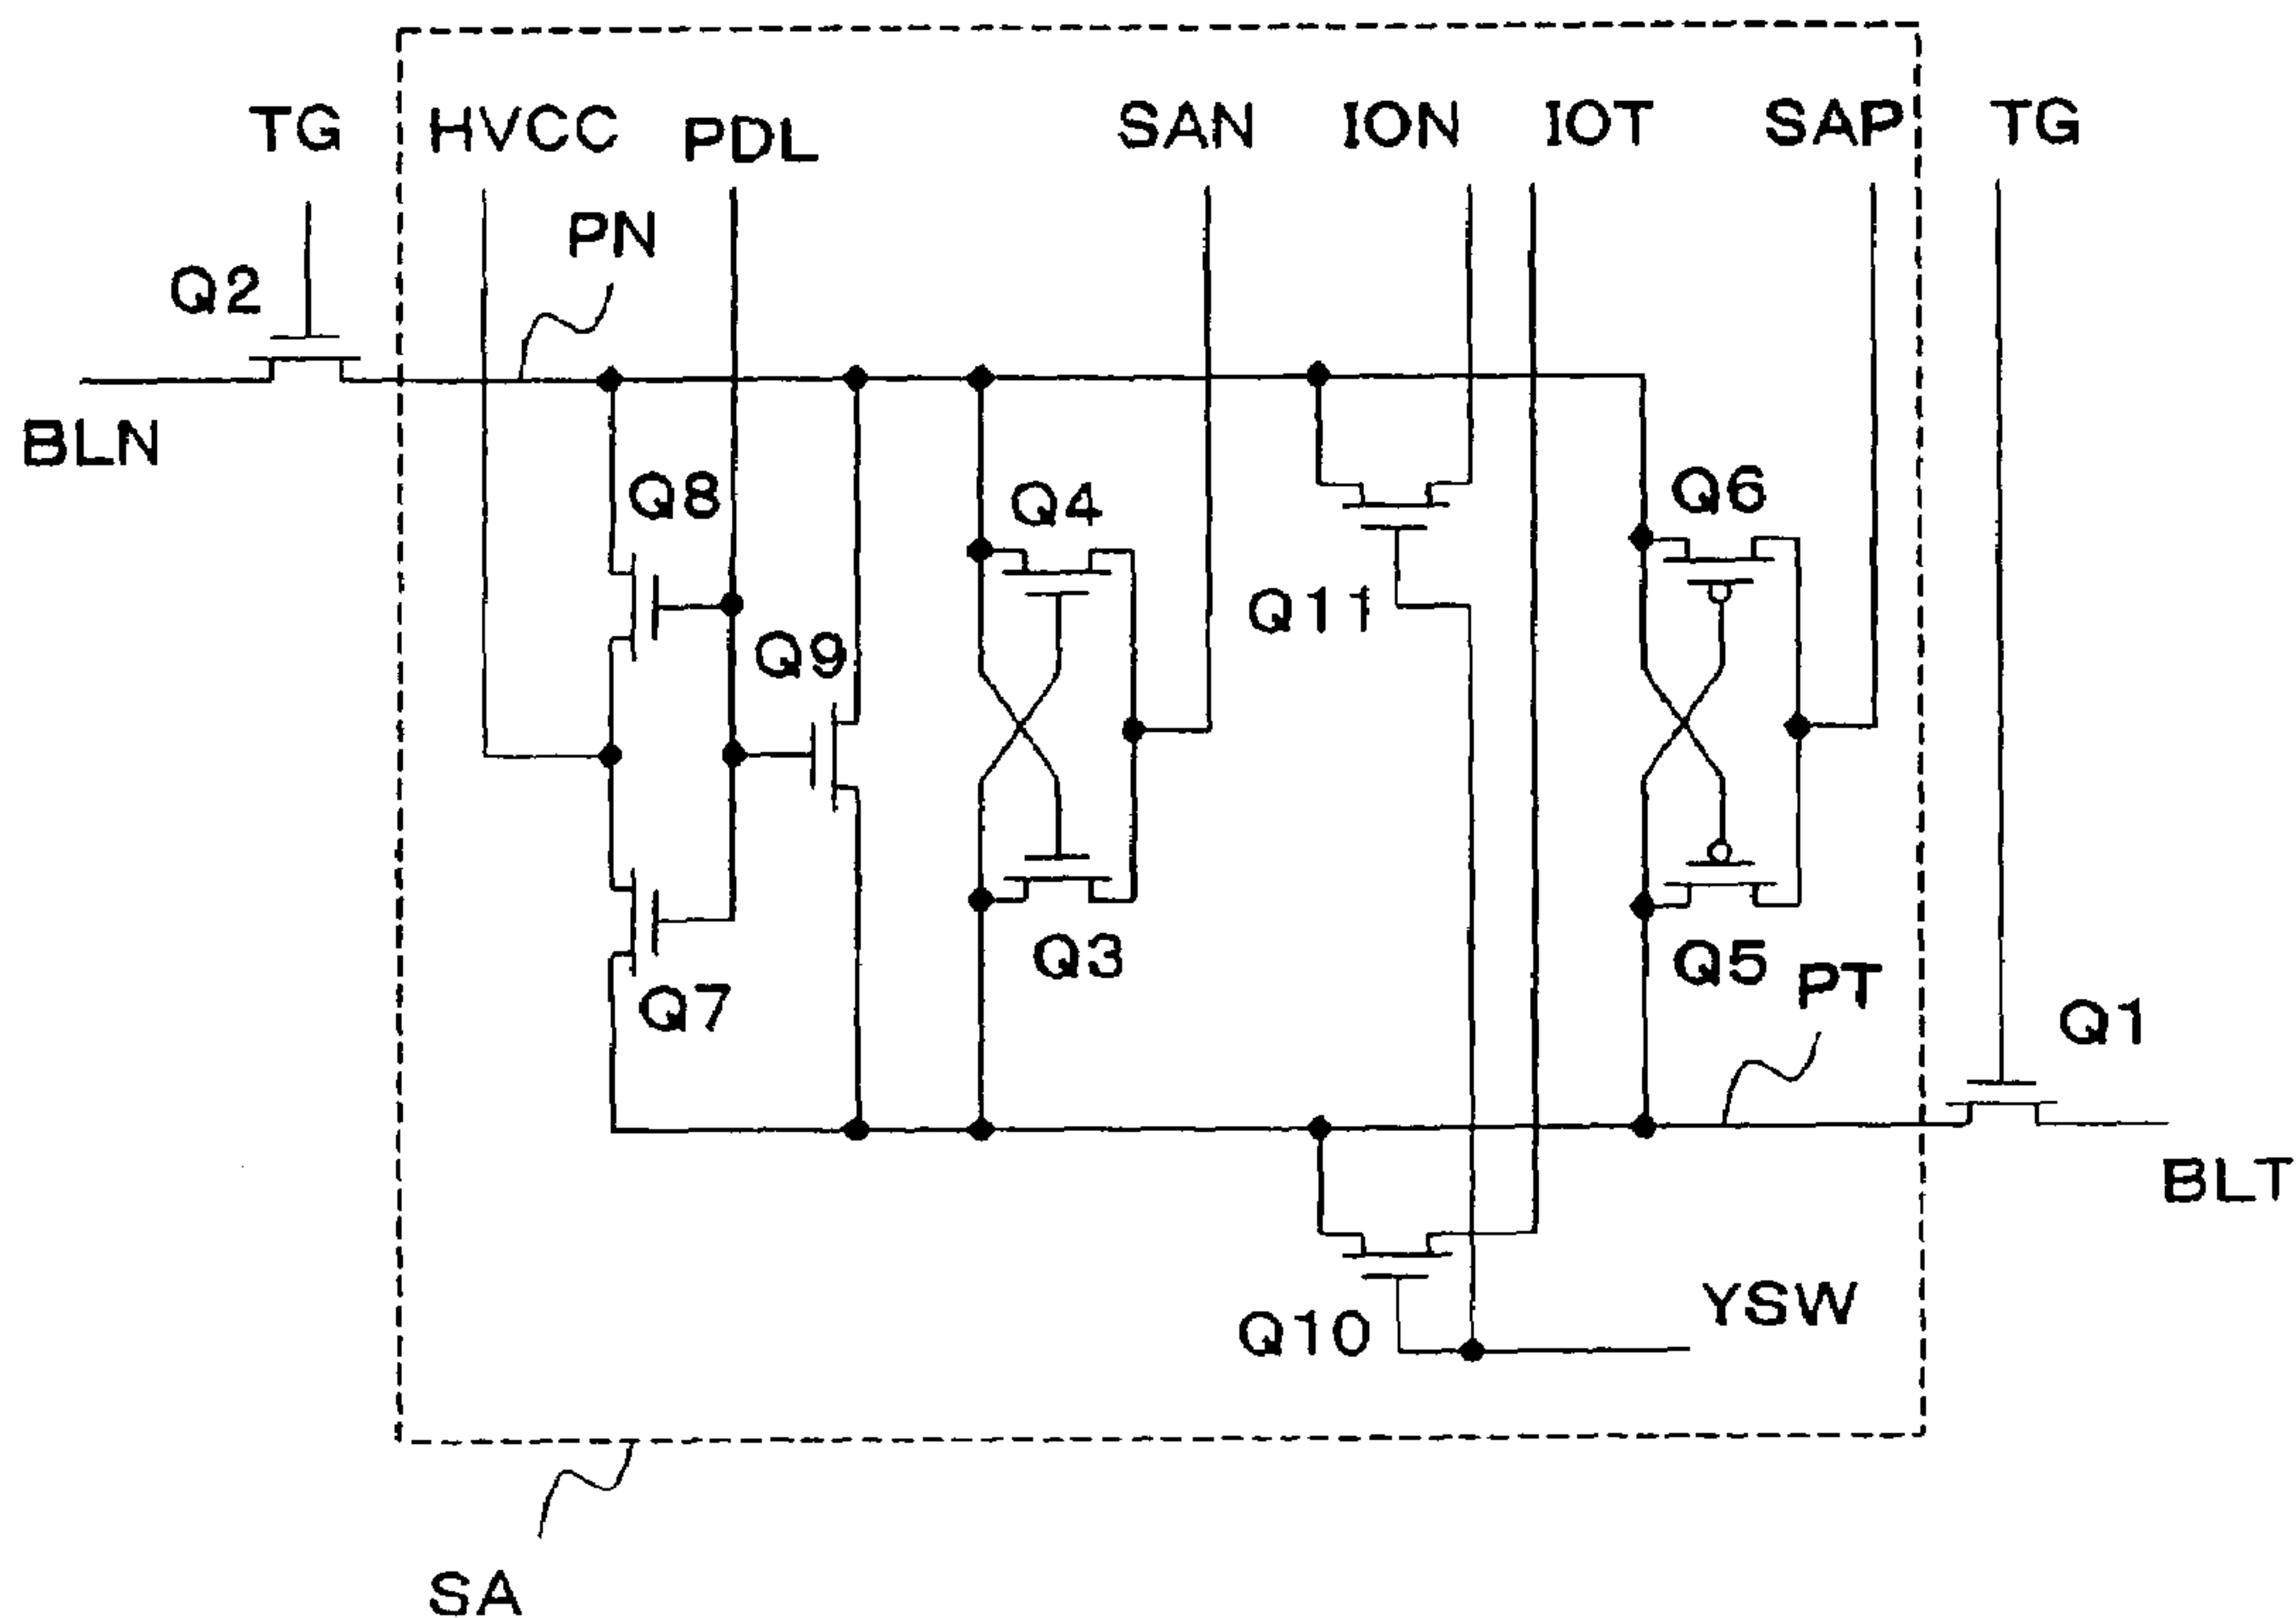 TG
HVCC
PDL
SAN
ION
IOT
SAP
TG
PN
Q2
BLN
Q8
Q4
Q6
Q11
Q9
Q3
Q5
PT
Q7
Q1
BLT
Q10
YSW
SA